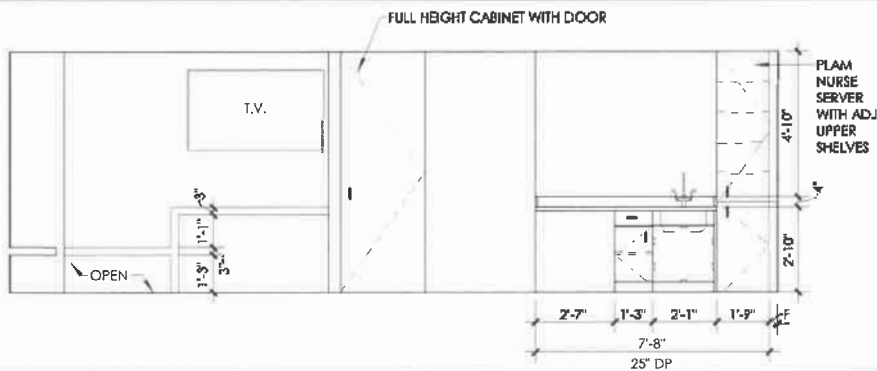 FULL HEIGHT CABINET WITH DOOR
PLAM
NURSE
SERVER
WITH ADJ.
UPPER
SHELVES
T.V.
4'-10"
4"
3"
1'-1"
3"
1'-3"
OPEN
2'-10"
2'-7" 1'-3" 2'-1" 1'-9" F
7'-8"
25" DP